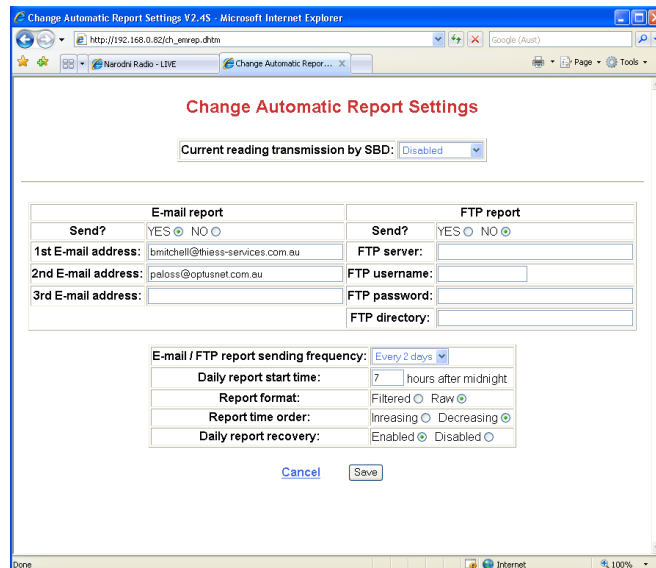 Change Automatic Report Settings V2.4S - Microsoft Internet Explorer
http://192.168.0.82/ch_emrep.dhtm
Google (Aust)
Narodni Radio - LIVE
Change Automatic Repor...
Page
Tools
Change Automatic Report Settings
Current reading transmission by SBD: Disabled
E-mail report FTP report
Send? YES NO Send? YES NO
1st E-mail address: bmitchell@thiess-services.com.au FTP server:
2nd E-mail address: paloss@optusnet.com.au FTP username:
3rd E-mail address: FTP password:
FTP directory:
E-mail / FTP report sending frequency: Every 2 days
Daily report start time: 7 hours after midnight
Report format: Filtered Raw
Report time order: Inreasing Decreasing
Daily report recovery: Enabled Disabled
Cancel Save
Done Internet 100%